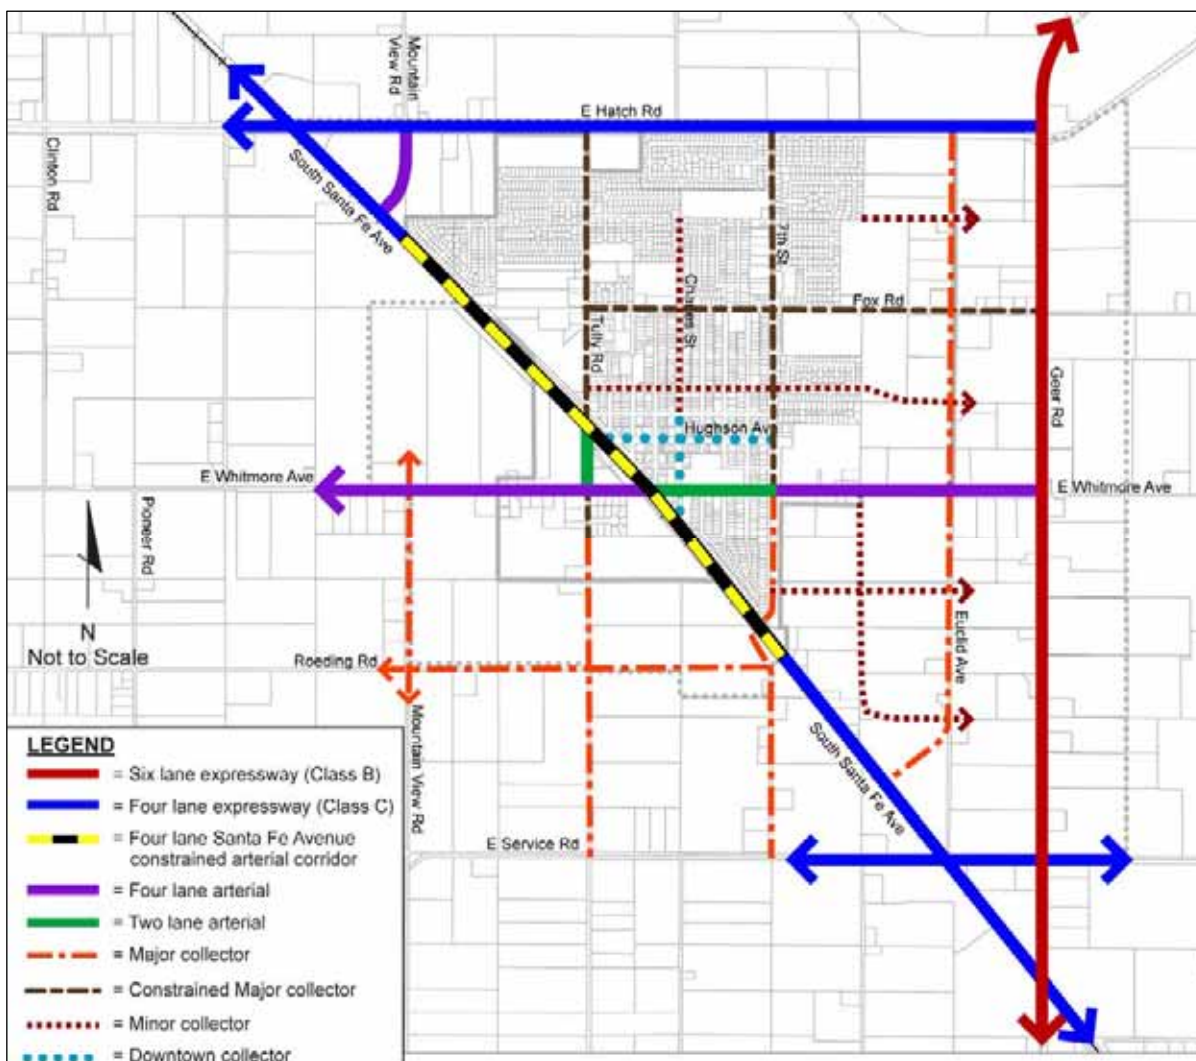 Mountain
View Rd
E Hatch Rd
Clinton Rd
South Santa Fe Ave
7th St
Charles St
Fox Rd
Tully Rd
Geer Rd
Hughson Av
E Whitmore Ave
E Whitmore Ave
Pioneer Rd
N
Not to Scale
Euclid Ave
Roeding Rd
Mountain View Rd
South Santa Fe Ave
E Service Rd
LEGEND
= Six lane expressway (Class B)
= Four lane expressway (Class C)
= Four lane Santa Fe Avenue
constrained arterial corridor
= Four lane arterial
= Two lane arterial
= Major collector
= Constrained Major collector
= Minor collector
= Downtown collector